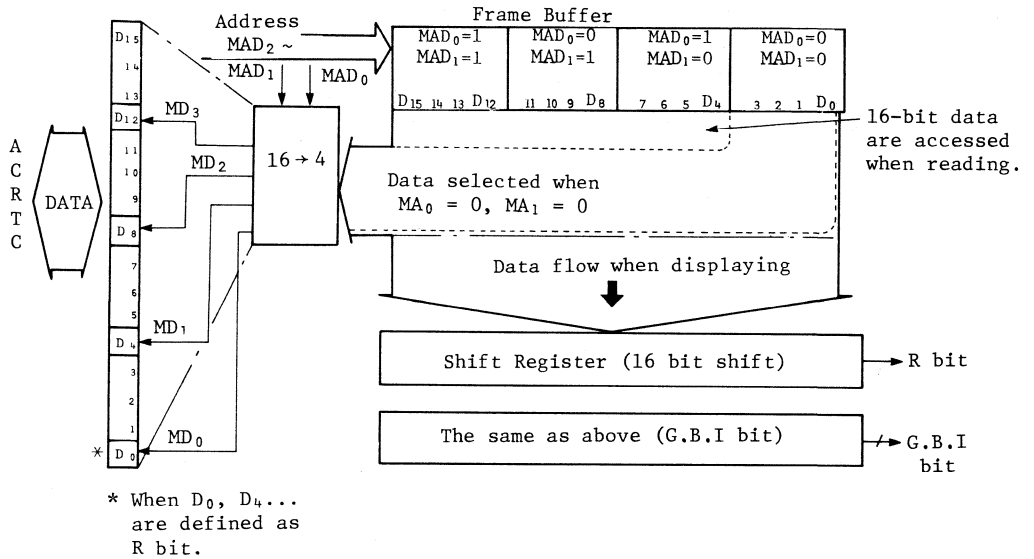 Frame Buffer
Address
MAD2 ~
MAD1
MAD0
MAD0=1
MAD1=1
D15 14 13 D12
MAD0=0
MAD1=1
11 10 9 D8
MAD0=1
MAD1=0
7 6 5 D4
MAD0=0
MAD1=0
3 2 1 D0
16-bit data
are accessed
when reading.
ACRTC
DATA
D15
14
13
D12
11
10
9
D8
7
6
5
D4
3
2
1
* D0
MD3
MD2
MD1
MD0
16→4
Data selected when
MA0 = 0, MA1 = 0
Data flow when displaying
Shift Register (16 bit shift)
R bit
The same as above (G.B.I bit)
G.B.I
bit
* When D0, D4...
are defined as
R bit.